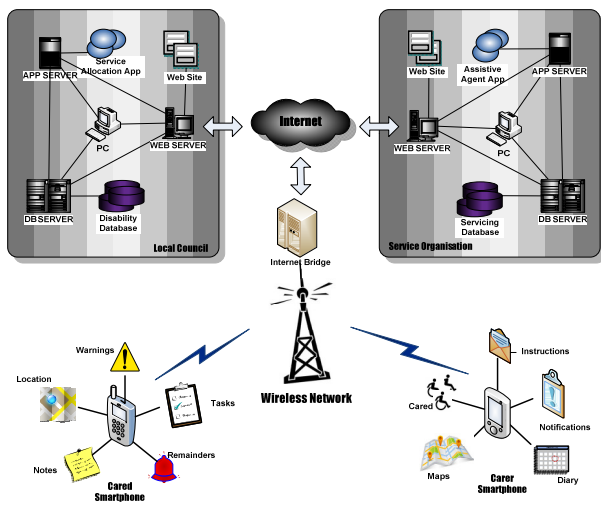 Service
Allocation App
APP SERVER
Web Site
PC
WEB SERVER
DB SERVER
Disability
Database
Local Council
Internet
Web Site
Assistive
Agent App
APP SERVER
WEB SERVER
PC
Servicing
Database
DB SERVER
Service Organisation
Internet Bridge
Wireless Network
Warnings
Location
Tasks
Notes
Remainders
Cared
Smartphone
Instructions
Cared
Notifications
Maps
Diary
Carer
Smartphone